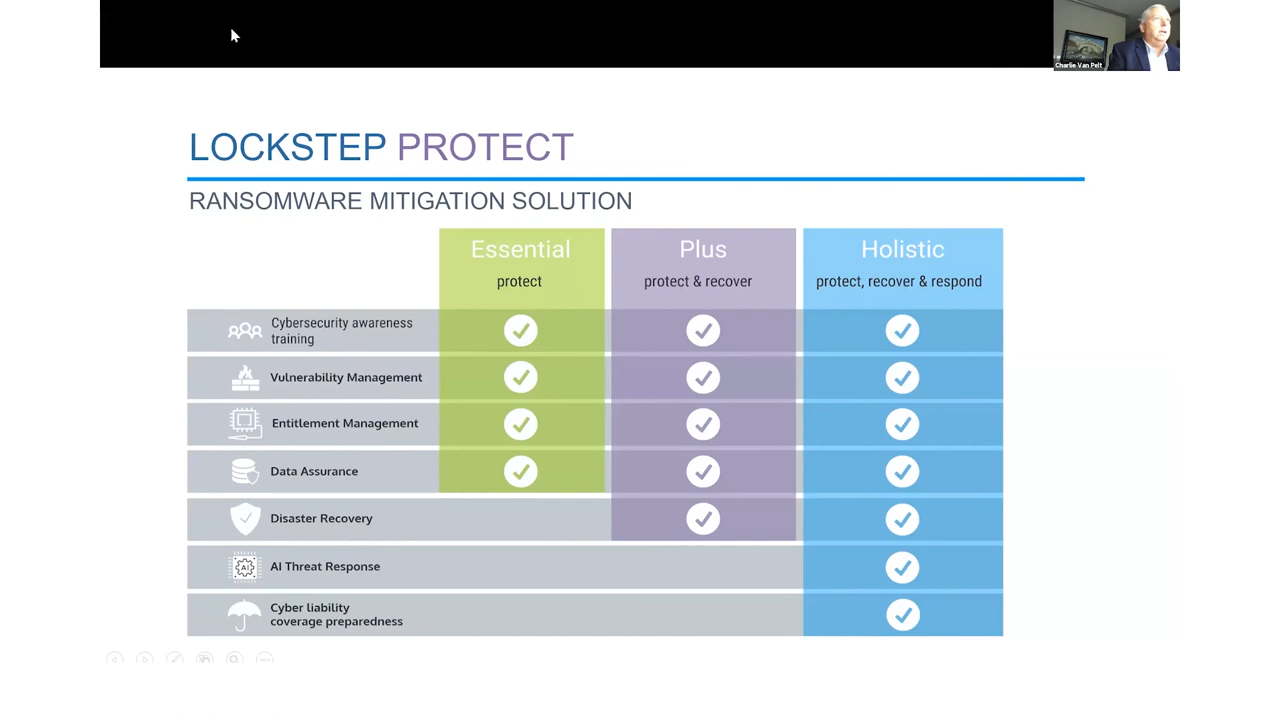 Charlie Van Pelt
LOCKSTEP PROTECT
RANSOMWARE MITIGATION SOLUTION
Essential Plus Holistic
protect protect & recover protect, recover & respond
Cybersecurity awareness
training
Vulnerability Management
Entitlement Management
Data Assurance
Disaster Recovery
AI Threat Response
AI
Cyber liability
coverage preparedness